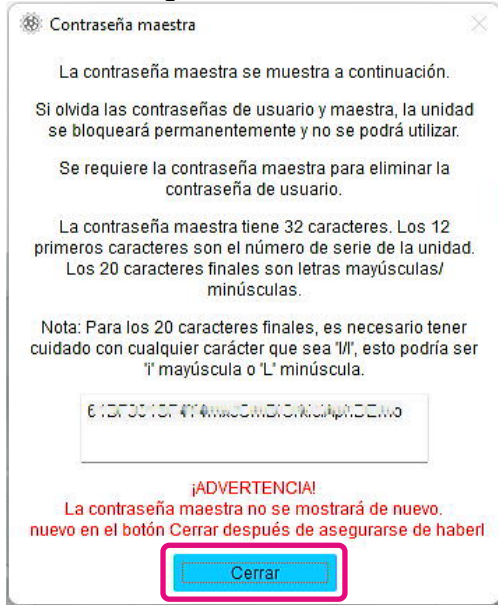 Contraseña maestra
La contraseña maestra se muestra a continuación.
Si olvida las contraseñas de usuario y maestra, la unidad
se bloqueará permanentemente y no se podrá utilizar.
Se requiere la contraseña maestra para eliminar la
contraseña de usuario.
La contraseña maestra tiene 32 caracteres. Los 12
primeros caracteres son el número de serie de la unidad.
Los 20 caracteres finales son letras mayúsculas/
minúsculas.
Nota: Para los 20 caracteres finales, es necesario tener
cuidado con cualquier carácter que sea 'I/l', esto podría ser
'i' mayúscula o 'L' minúscula.
¡ADVERTENCIA!
La contraseña maestra no se mostrará de nuevo.
nuevo en el botón Cerrar después de asegurarse de haberl
Cerrar